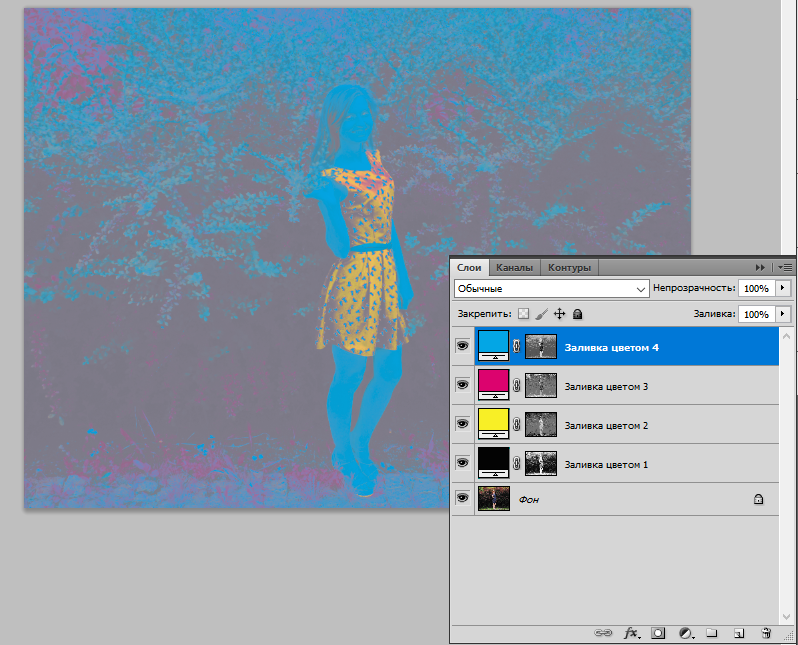 Слои Каналы Контуры
Обычные Непрозрачность: 100%
Закрепить: Заливка: 100%
Заливка цветом 4
Заливка цветом 3
Заливка цветом 2
Заливка цветом 1
Фон
fx